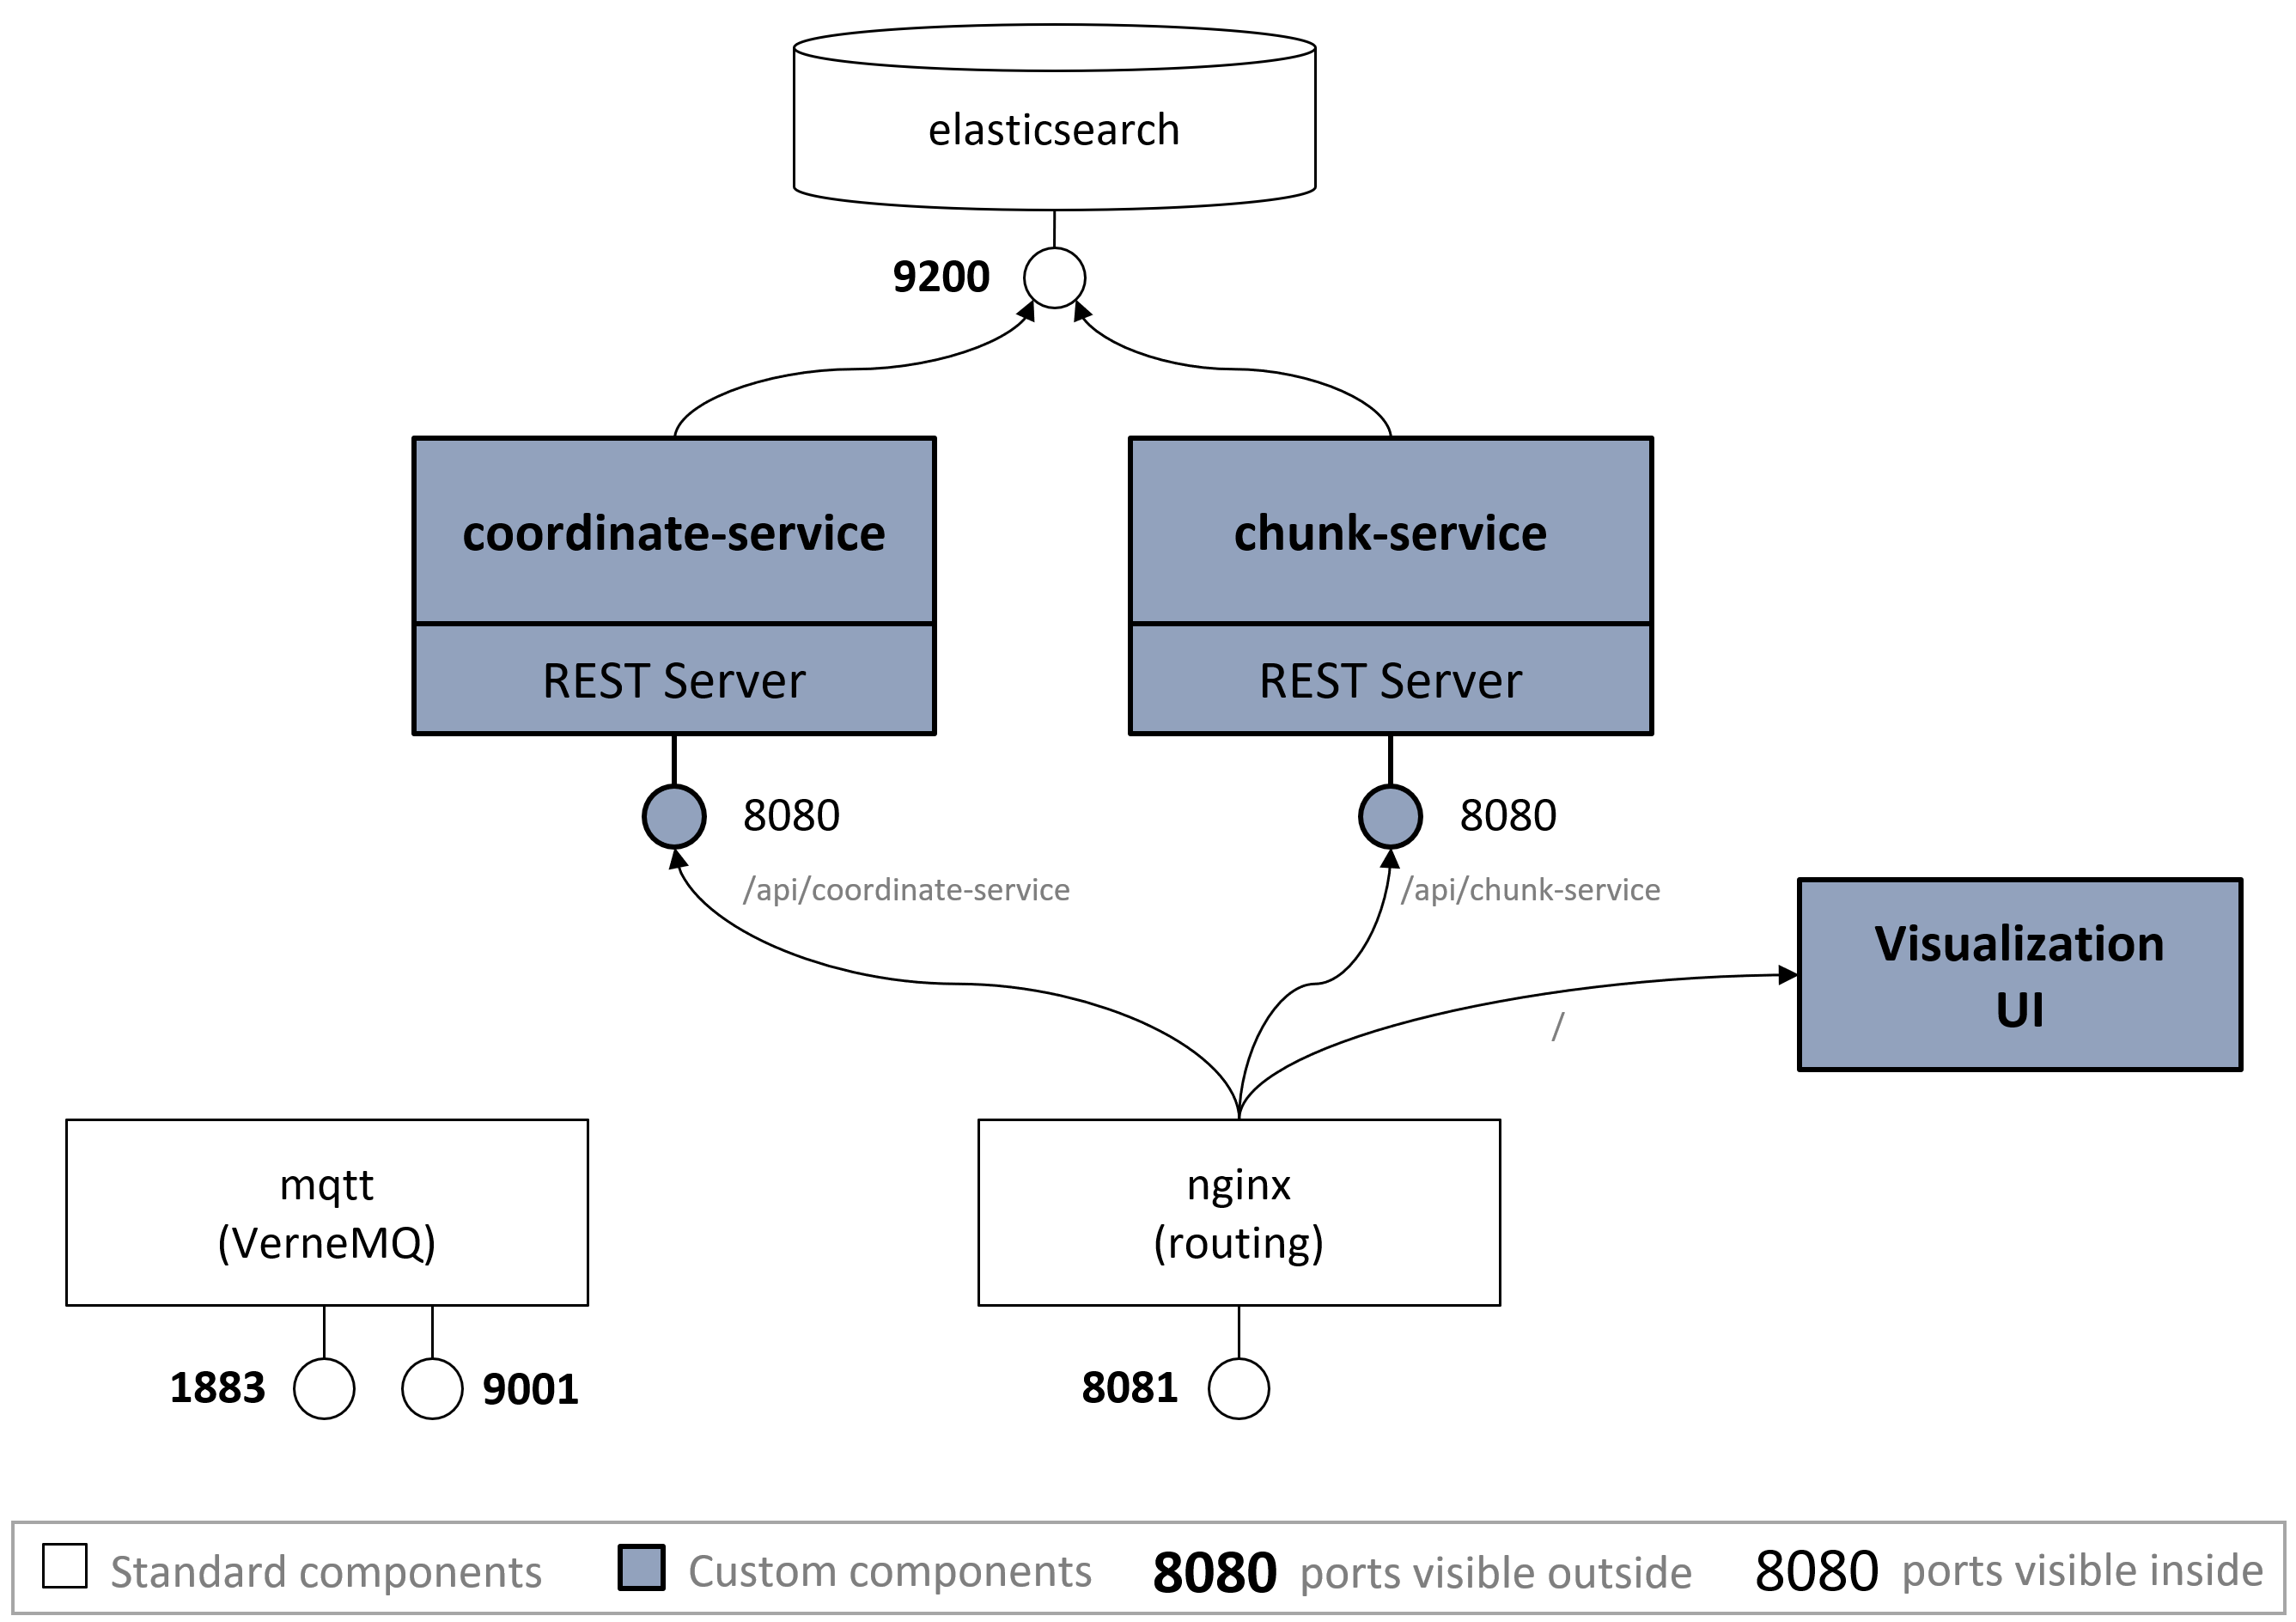 elasticsearch
9200
coordinate-service
REST Server
chunk-service
REST Server
8080
/api/coordinate-service
8080
/api/chunk-service
Visualization
UI
/
mqtt
(VerneMQ)
nginx
(routing)
1883
9001
8081
Standard components
Custom components
8080 ports visible outside
8080 ports visible inside